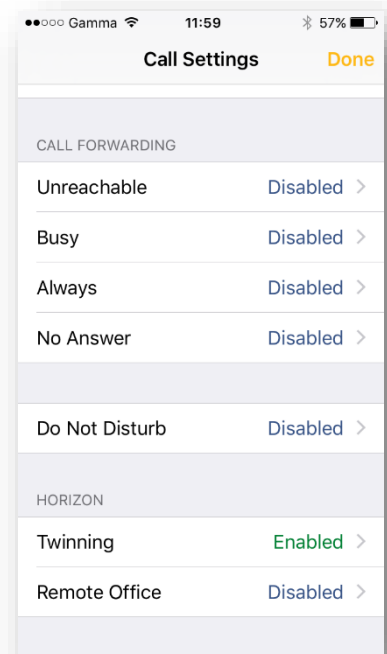 Gamma 11:59 57%
Call Settings Done
CALL FORWARDING
Unreachable Disabled
Busy Disabled
Always Disabled
No Answer Disabled
Do Not Disturb Disabled
HORIZON
Twinning Enabled
Remote Office Disabled